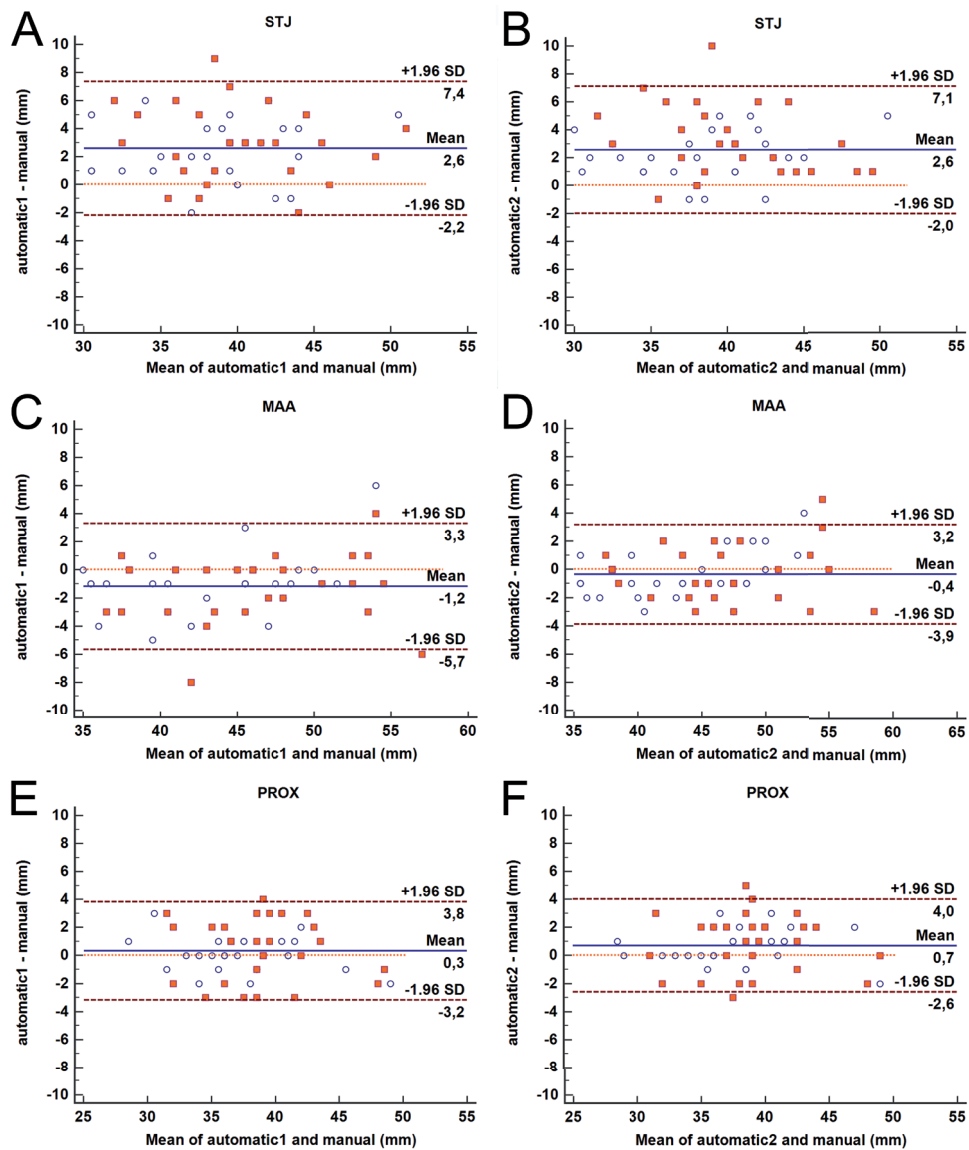 A
STJ
10
8
6
4
2
0
-2
-4
-6
-8
-10
+1.96 SD
7,4
Mean
2,6
-1.96 SD
-2,2
automatic1 - manual (mm)
30 35 40 45 50 55
Mean of automatic1 and manual (mm)
B
STJ
10
8
6
4
2
0
-2
-4
-6
-8
-10
+1.96 SD
7,1
Mean
2,6
-1.96 SD
-2,0
automatic2 - manual (mm)
30 35 40 45 50 55
Mean of automatic2 and manual (mm)
C
MAA
10
8
6
4
2
0
-2
-4
-6
-8
-10
+1.96 SD
3,3
Mean
-1,2
-1.96 SD
-5,7
automatic1 - manual (mm)
35 40 45 50 55 60
Mean of automatic1 and manual (mm)
D
MAA
10
8
6
4
2
0
-2
-4
-6
-8
-10
+1.96 SD
3,2
Mean
-0,4
-1.96 SD
-3,9
automatic2 - manual (mm)
35 40 45 50 55 60 65
Mean of automatic2 and manual (mm)
E
PROX
10
8
6
4
2
0
-2
-4
-6
-8
-10
+1.96 SD
3,8
Mean
0,3
-1.96 SD
-3,2
automatic1 - manual (mm)
25 30 35 40 45 50 55
Mean of automatic1 and manual (mm)
F
PROX
10
8
6
4
2
0
-2
-4
-6
-8
-10
+1.96 SD
4,0
Mean
0,7
-1.96 SD
-2,6
automatic2 - manual (mm)
25 30 35 40 45 50 55
Mean of automatic2 and manual (mm)